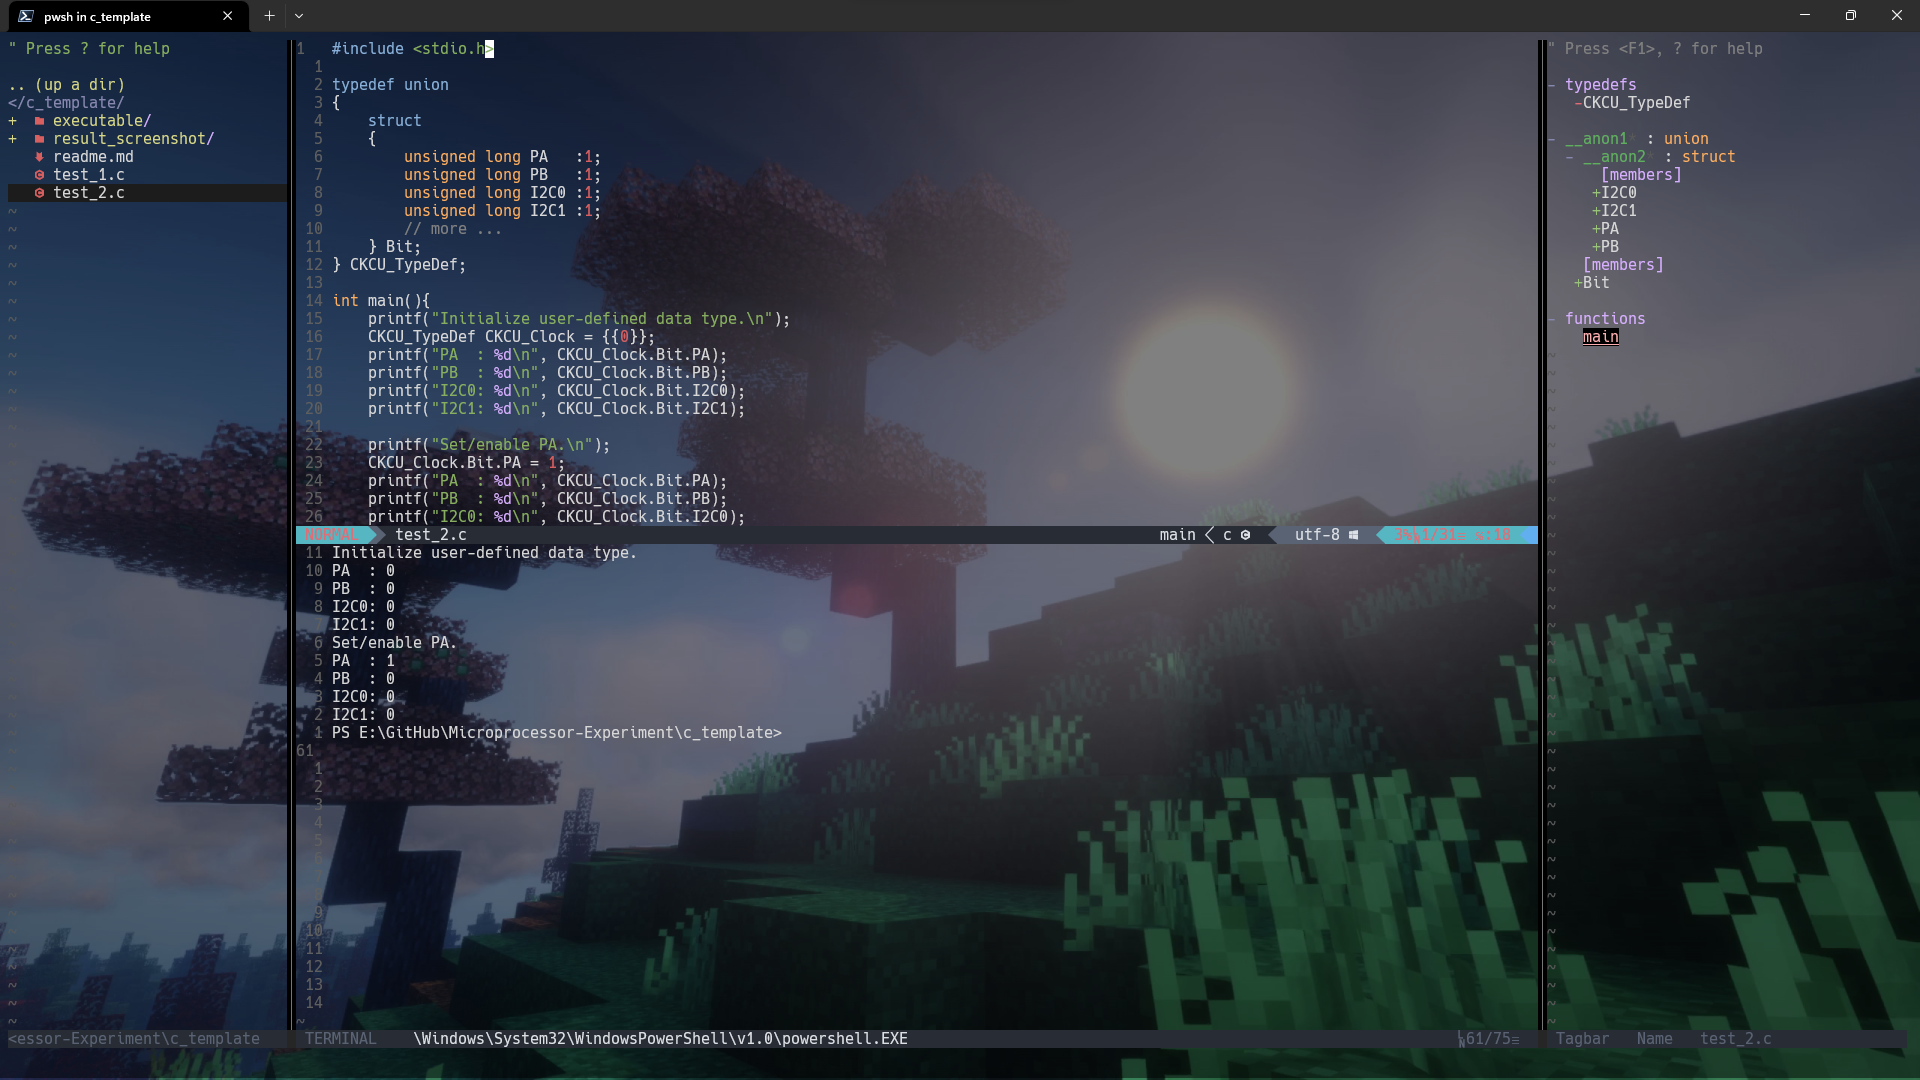 pwsh in c_template
" Press ? for help
.. (up a dir)
</c_template/
+ executable/
+ result_screenshot/
readme.md
test_1.c
test_2.c
1 #include <stdio.h>
1
2 typedef union
3 {
4 struct
5 {
6 unsigned long PA :1;
7 unsigned long PB :1;
8 unsigned long I2C0 :1;
9 unsigned long I2C1 :1;
10 // more ...
11 } Bit;
12 } CKCU_TypeDef;
13
14 int main(){
15 printf("Initialize user-defined data type.\n");
16 CKCU_TypeDef CKCU_Clock = {{0}};
17 printf("PA : %d\n", CKCU_Clock.Bit.PA);
18 printf("PB : %d\n", CKCU_Clock.Bit.PB);
19 printf("I2C0: %d\n", CKCU_Clock.Bit.I2C0);
20 printf("I2C1: %d\n", CKCU_Clock.Bit.I2C1);
21
22 printf("Set/enable PA.\n");
23 CKCU_Clock.Bit.PA = 1;
24 printf("PA : %d\n", CKCU_Clock.Bit.PA);
25 printf("PB : %d\n", CKCU_Clock.Bit.PB);
26 printf("I2C0: %d\n", CKCU_Clock.Bit.I2C0);
NORMAL test_2.c main c utf-8 3% 1/31 :18
11 Initialize user-defined data type.
10 PA : 0
9 PB : 0
8 I2C0: 0
7 I2C1: 0
6 Set/enable PA.
5 PA : 1
4 PB : 0
3 I2C0: 0
2 I2C1: 0
1 PS E:\GitHub\Microprocessor-Experiment\c_template>
61
1
2
3
4
5
6
7
8
9
10
11
12
13
14
" Press <F1>, ? for help
- typedefs
-CKCU_TypeDef
- __anon1 : union
- __anon2 : struct
[members]
+I2C0
+I2C1
+PA
+PB
[members]
+Bit
- functions
main
<essor-Experiment\c_template
TERMINAL \Windows\System32\WindowsPowerShell\v1.0\powershell.EXE 61/75
Tagbar Name test_2.c